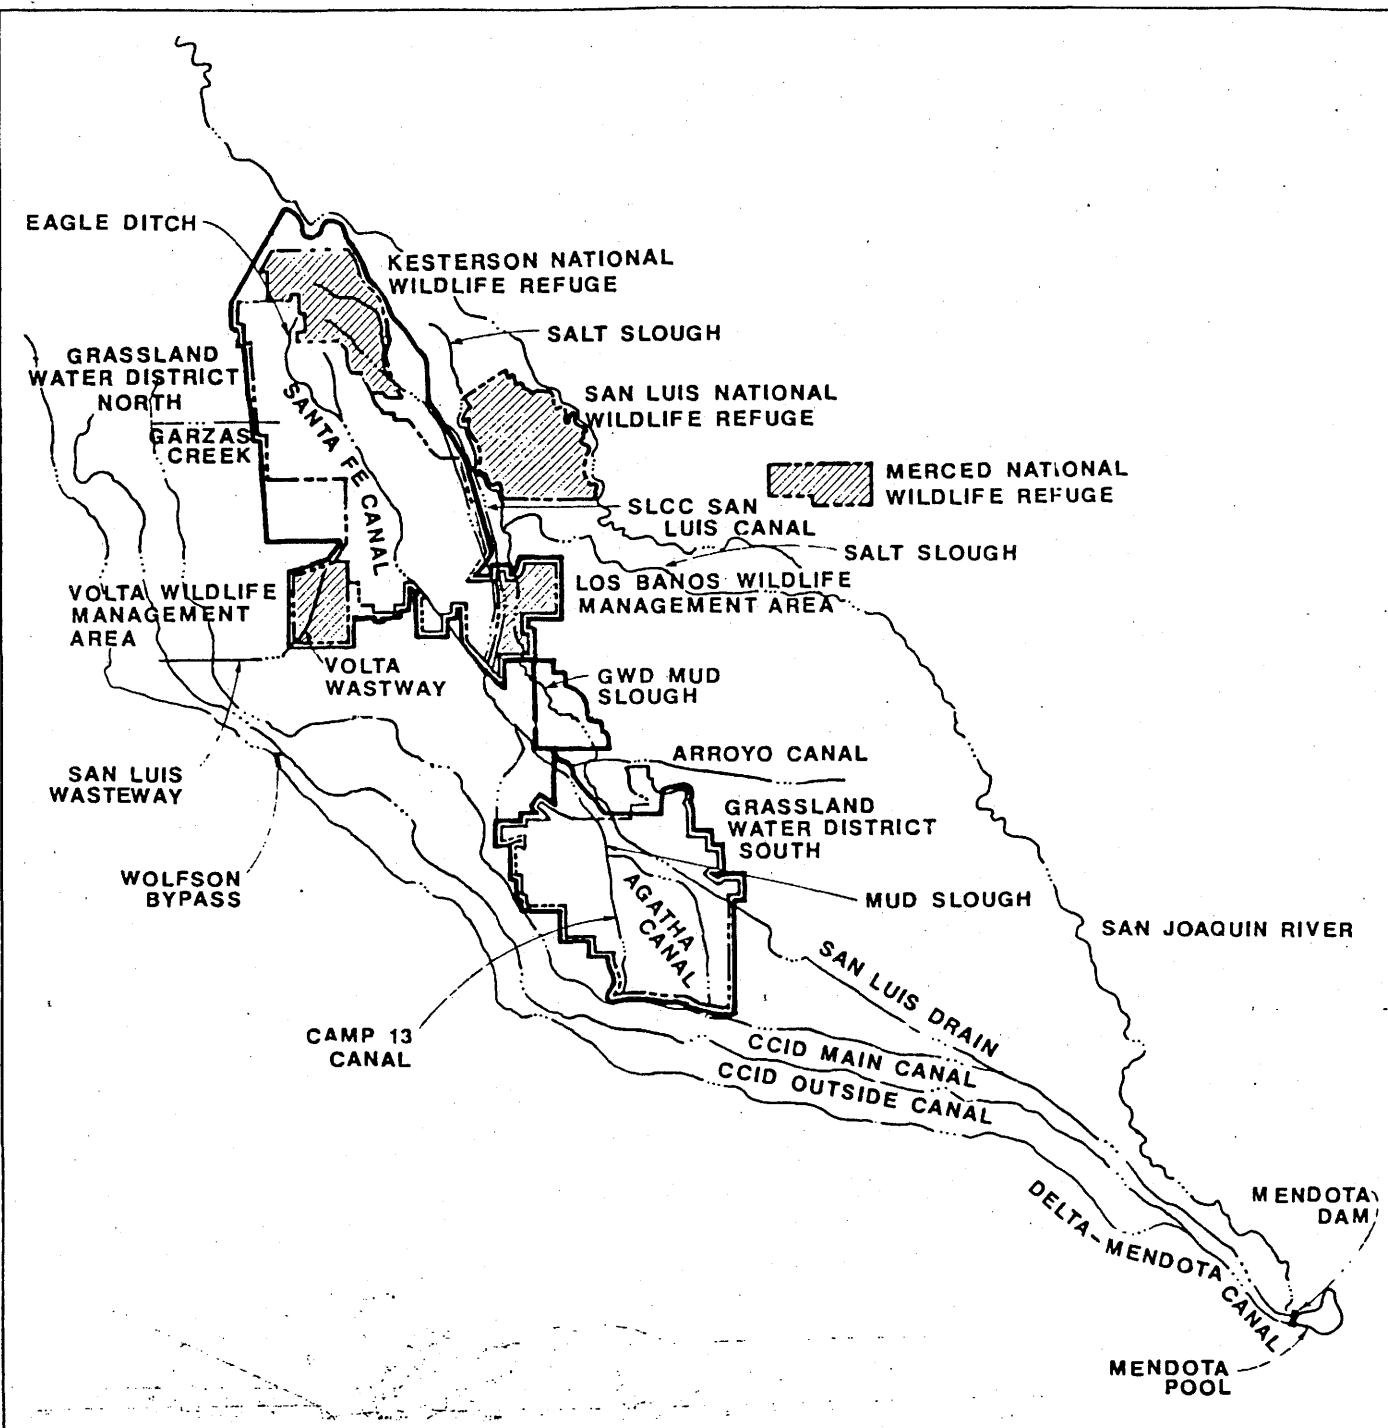 EAGLE DITCH
KESTERSON NATIONAL
WILDLIFE REFUGE
SALT SLOUGH
GRASSLAND
WATER DISTRICT
NORTH
SAN LUIS NATIONAL
WILDLIFE REFUGE
SANTA FE CANAL
GARZAS
CREEK
MERCED NATIONAL
WILDLIFE REFUGE
SLCC SAN
LUIS CANAL
SALT SLOUGH
VOLTA WILDLIFE
MANAGEMENT
AREA
LOS BANOS WILDLIFE
MANAGEMENT AREA
VOLTA
WASTWAY
GWD MUD
SLOUGH
SAN LUIS
WASTEWAY
ARROYO CANAL
GRASSLAND
WATER DISTRICT
SOUTH
WOLFSON
BYPASS
AGATHA
CANAL
MUD SLOUGH
SAN JOAQUIN RIVER
SAN LUIS DRAIN
CAMP 13
CANAL
CCID MAIN CANAL
CCID OUTSIDE CANAL
DELTA-MENDOTA CANAL
MENDOTA
DAM
MENDOTA
POOL